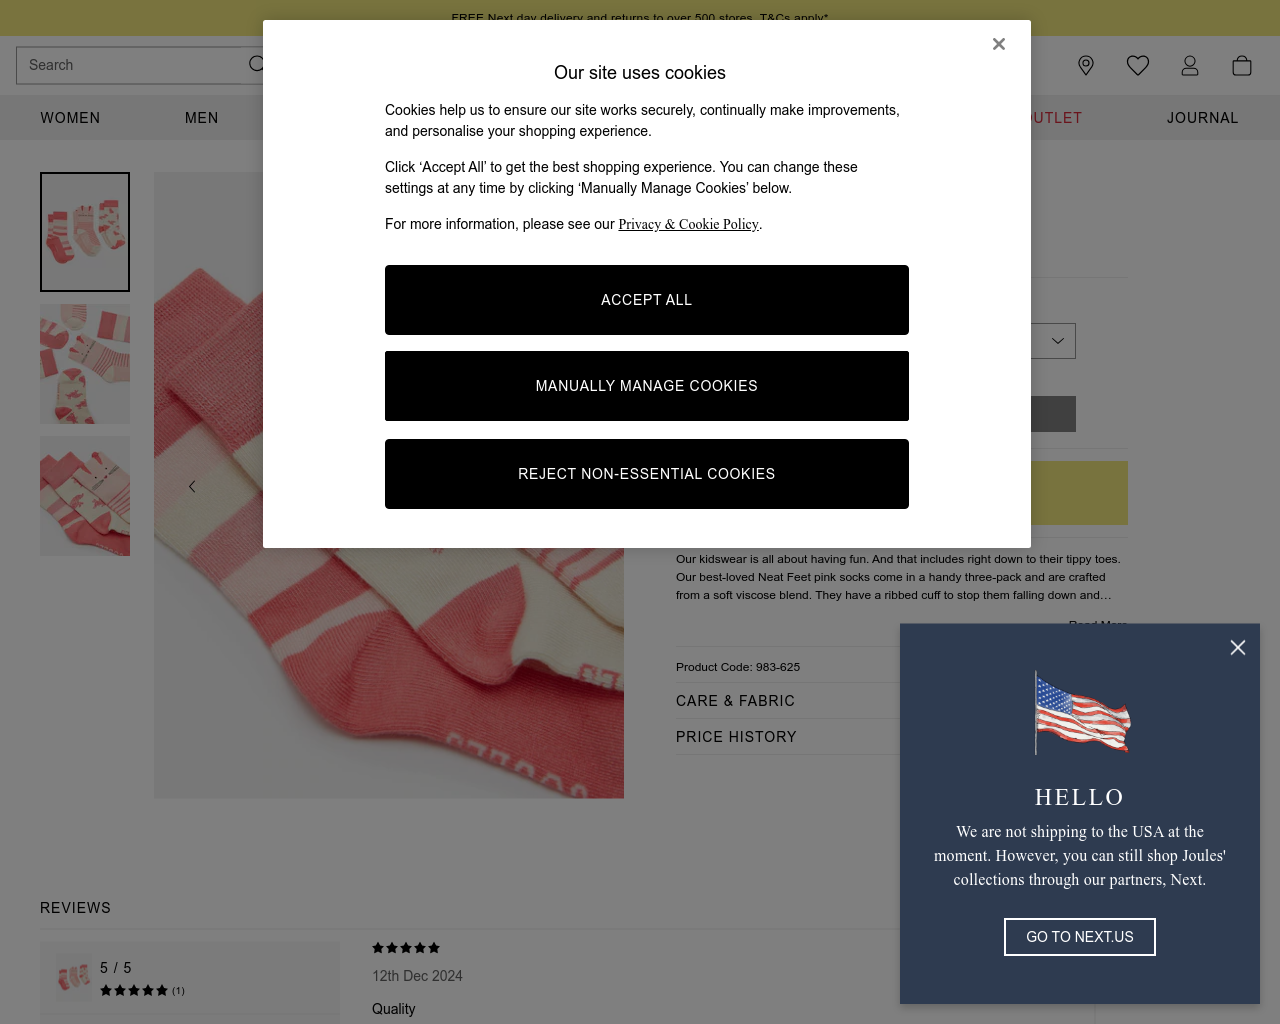 FREE Next day delivery and returns to over 500 stores. T&Cs apply*
Search
WOMEN
MEN
OUTLET
JOURNAL
Our site uses cookies
Cookies help us to ensure our site works securely, continually make improvements,
and personalise your shopping experience.
Click ‘Accept All’ to get the best shopping experience. You can change these
settings at any time by clicking ‘Manually Manage Cookies’ below.
For more information, please see our Privacy & Cookie Policy.
ACCEPT ALL
MANUALLY MANAGE COOKIES
REJECT NON-ESSENTIAL COOKIES
Our kidswear is all about having fun. And that includes right down to their tippy toes.
Our best-loved Neat Feet pink socks come in a handy three-pack and are crafted
from a soft viscose blend. They have a ribbed cuff to stop them falling down and…
Read More
Product Code: 983-625
CARE & FABRIC
PRICE HISTORY
HELLO
We are not shipping to the USA at the
moment. However, you can still shop Joules'
collections through our partners, Next.
GO TO NEXT.US
REVIEWS
5 / 5
(1)
12th Dec 2024
Quality